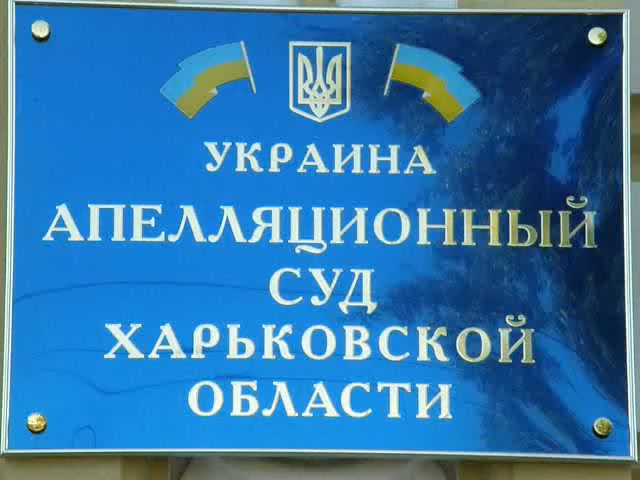 УКРАИНА
АПЕЛЛЯЦИОННЫЙ
СУД
ХАРЬКОВСКОЙ
ОБЛАСТИ